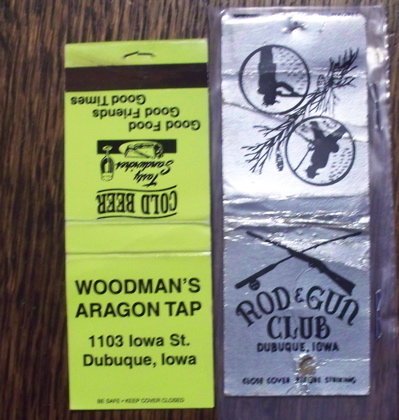 Good Times
Good Friends
Good Food
Tasty
Sandwiches
COLD BEER
WOODMAN'S
ARAGON TAP
1103 Iowa St.
Dubuque, Iowa
BE SAFE • KEEP COVER CLOSED
ROD & GUN
CLUB
DUBUQUE, IOWA
CLOSE COVER BEFORE STRIKING